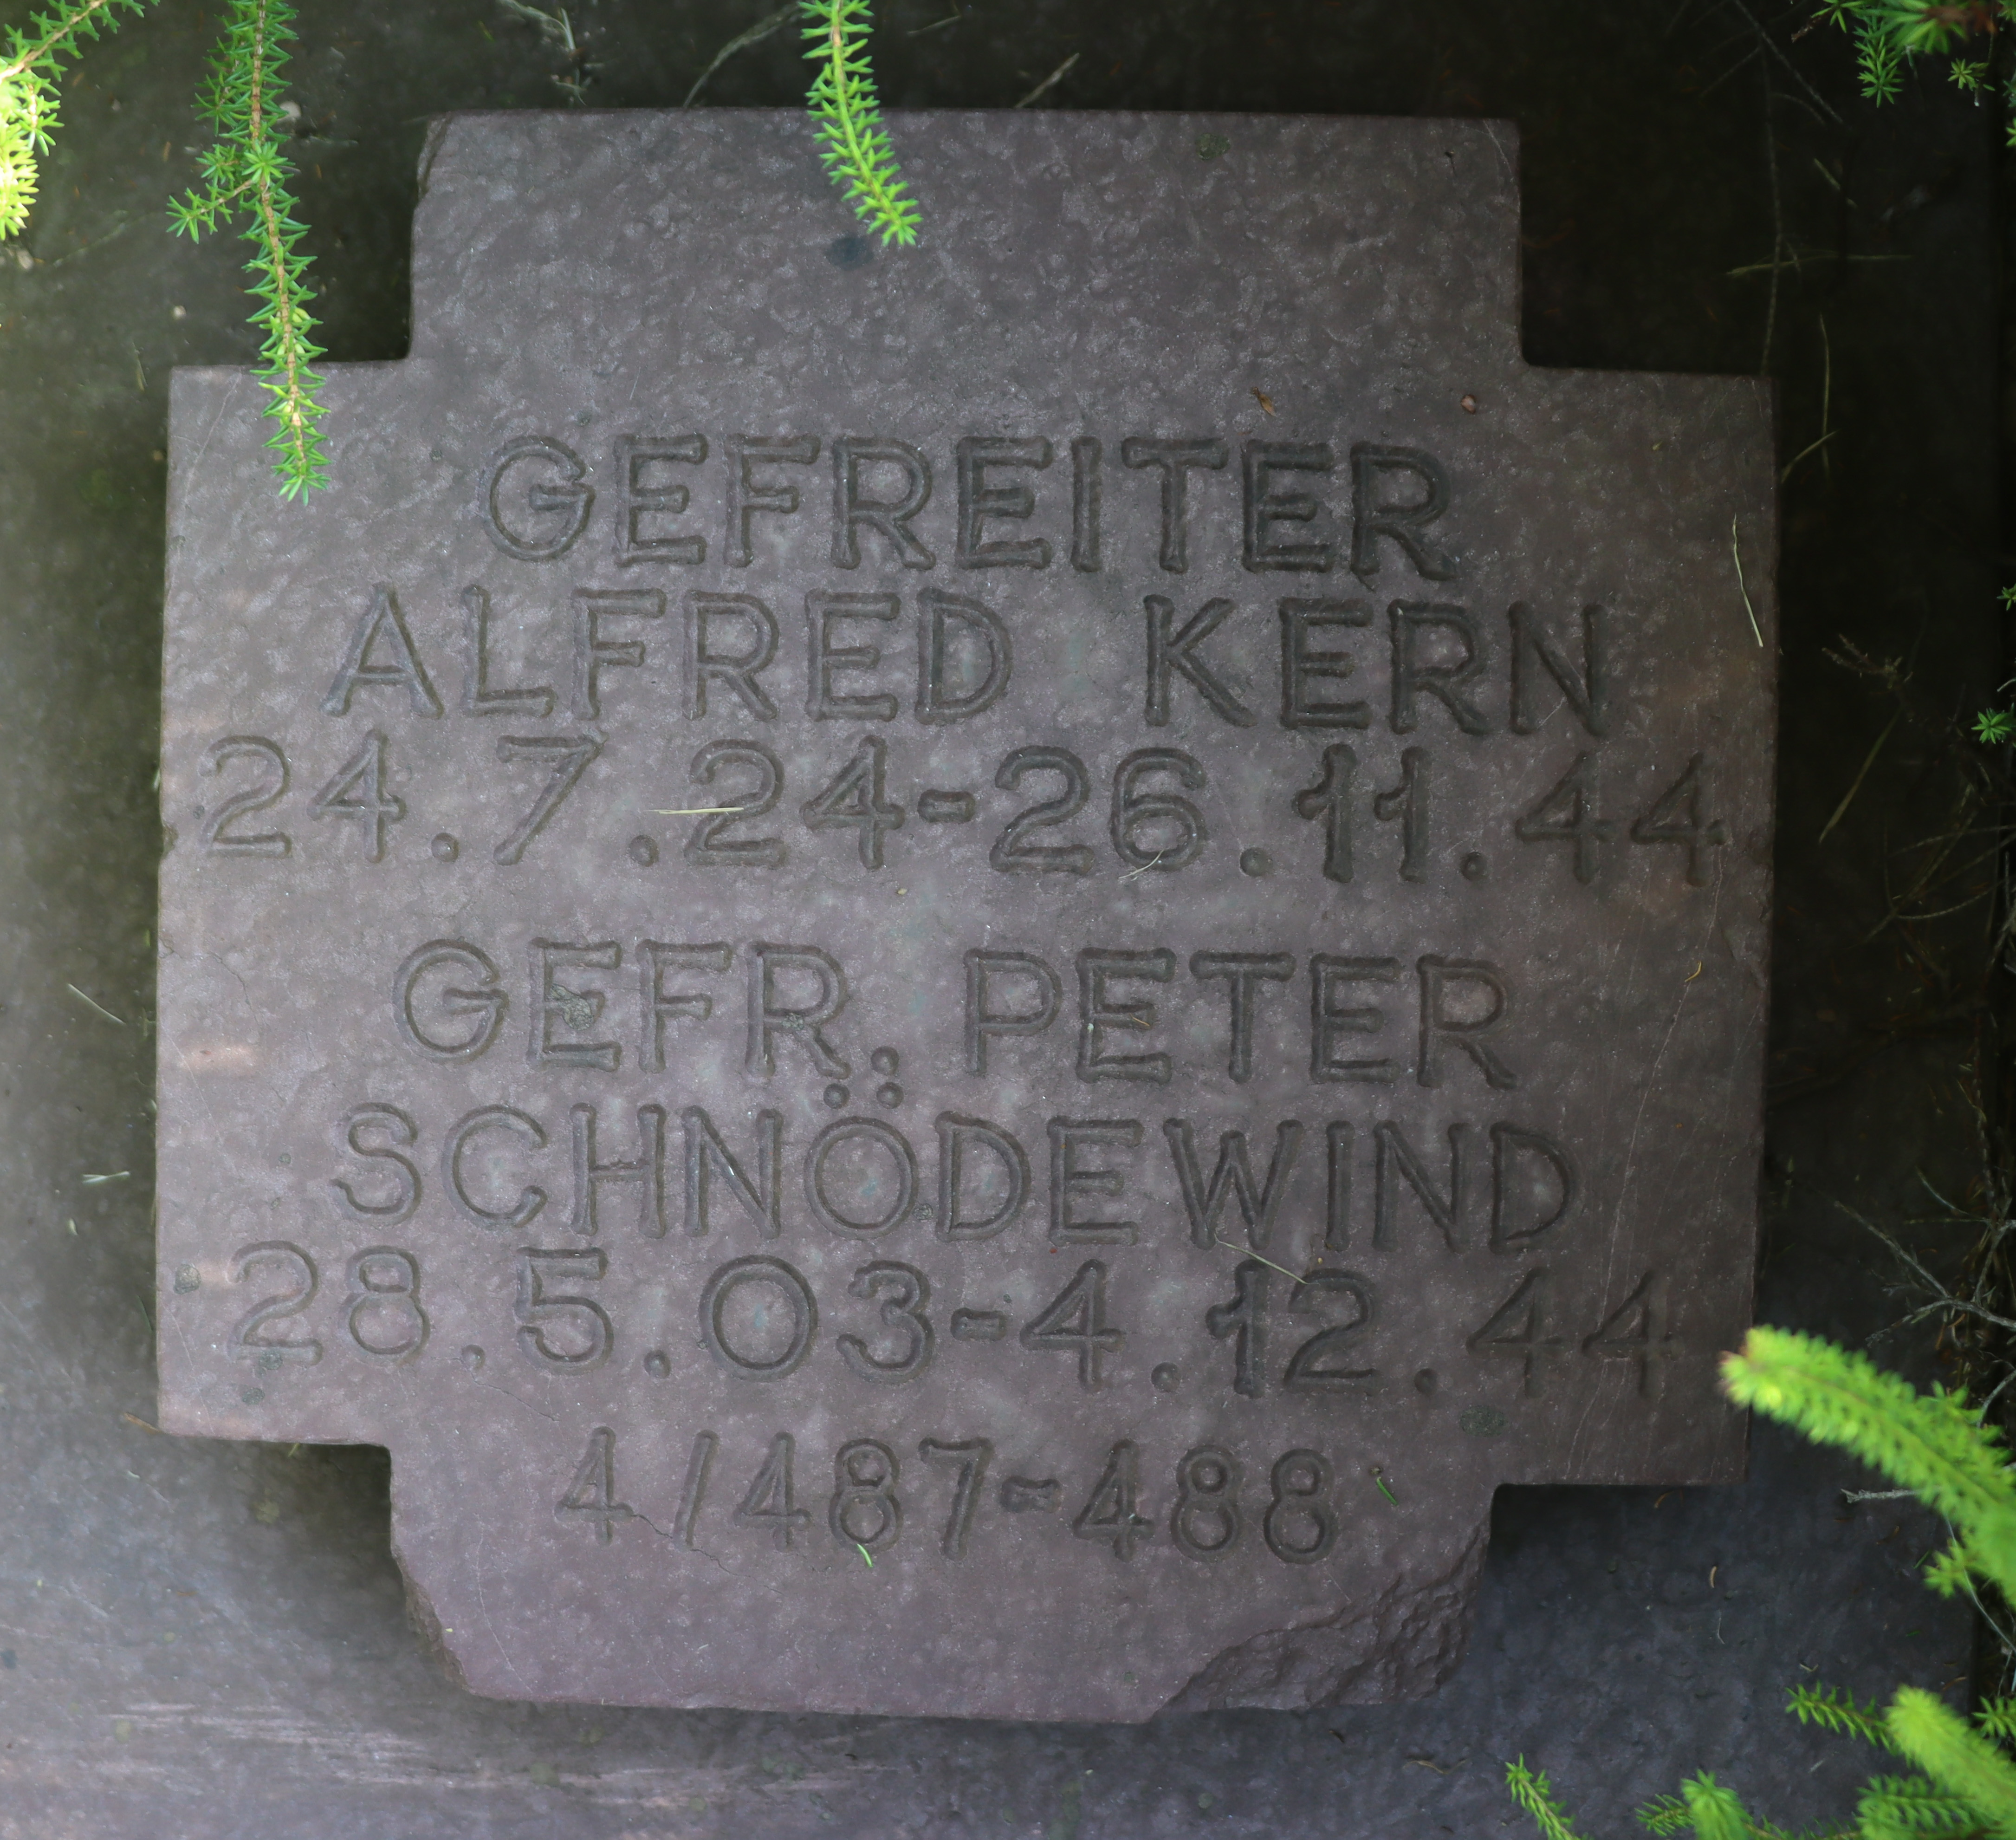 GEFREITER
ALFRED KERN
24.7.24-26.11.44
GEFR. PETER
SCHNÖDEWIND
28.5.03-4.12.44
4/487-488